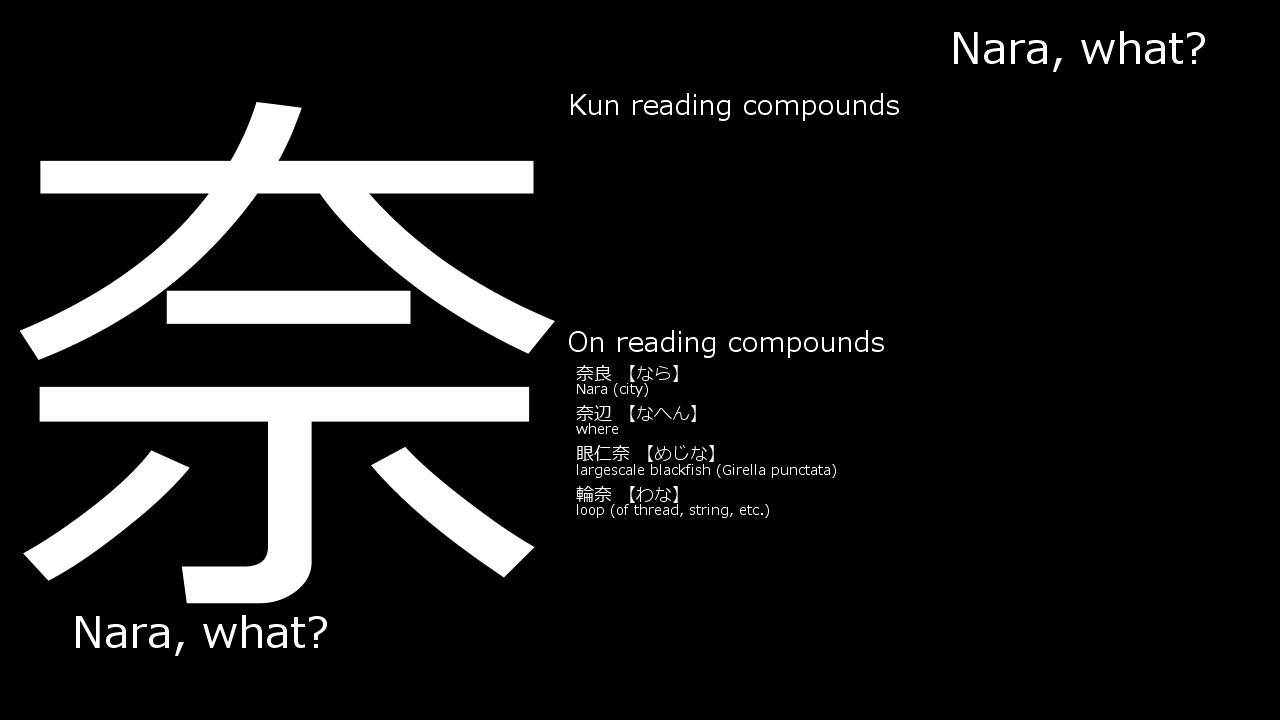 Nara, what?
奈
Kun reading compounds
On reading compounds
奈良 【なら】
Nara (city)
奈辺 【なへん】
where
眼仁奈 【めじな】
largescale blackfish (Girella punctata)
輪奈 【わな】
loop (of thread, string, etc.)
Nara, what?